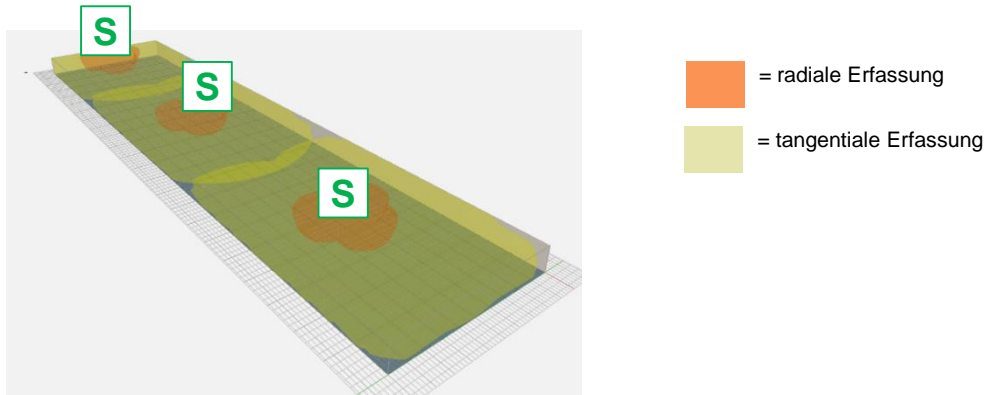 S
S
S
= radiale Erfassung
= tangentiale Erfassung